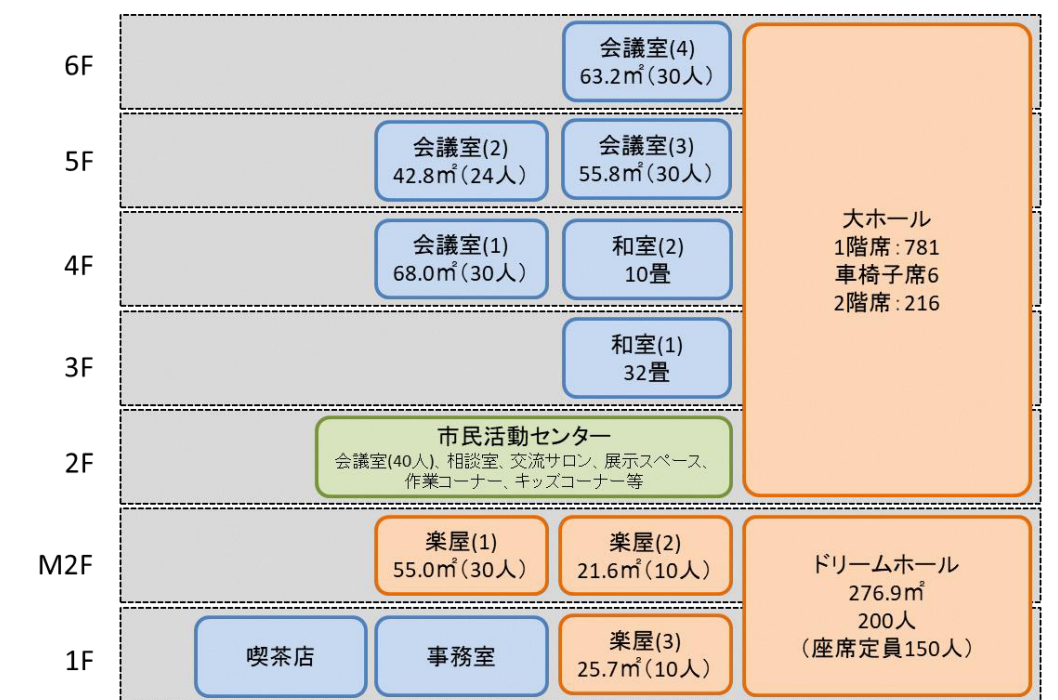 6F
会議室(4)
63.2㎡(30人)
5F
会議室(2)
42.8㎡(24人)
会議室(3)
55.8㎡(30人)
大ホール
1階席:781
車椅子席6
2階席:216
4F
会議室(1)
68.0㎡(30人)
和室(2)
10畳
3F
和室(1)
32畳
2F
市民活動センター
会議室(40人)、相談室、交流サロン、展示スペース、
作業コーナー、キッズコーナー等
M2F
楽屋(1)
55.0㎡(30人)
楽屋(2)
21.6㎡(10人)
ドリームホール
276.9㎡
200人
(座席定員150人)
1F
喫茶店
事務室
楽屋(3)
25.7㎡(10人)